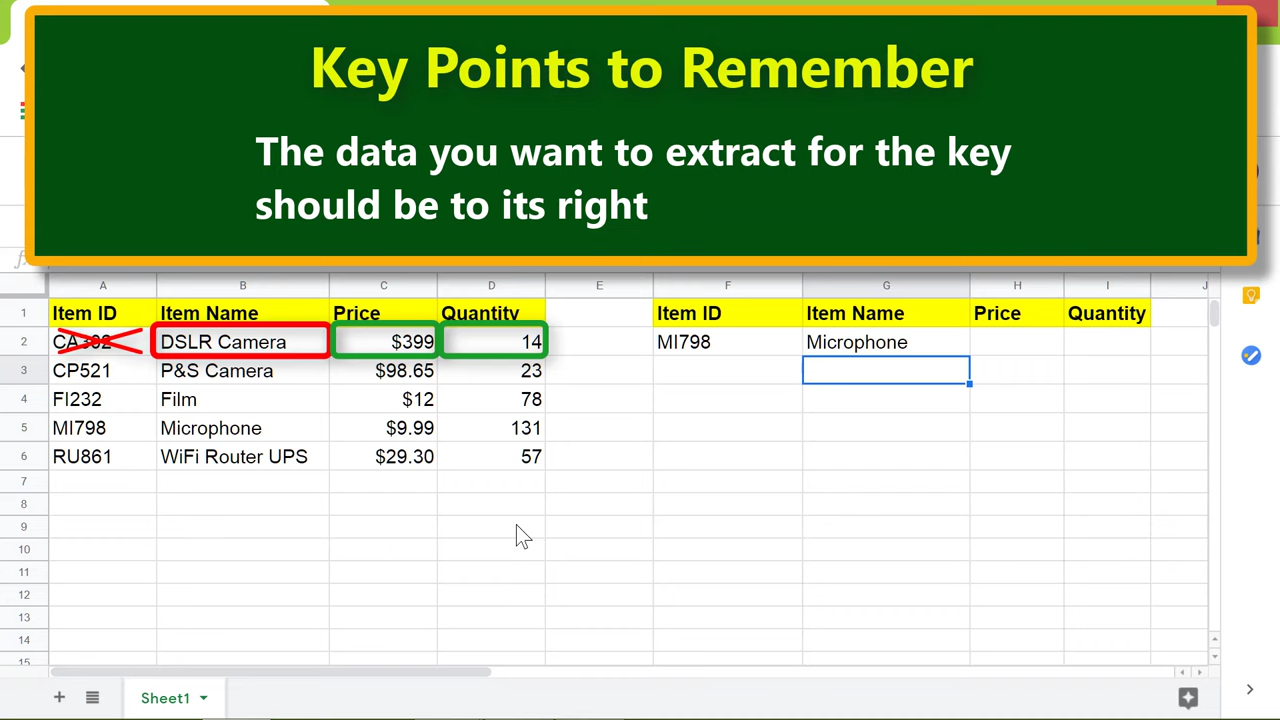 Key Points to Remember
The data you want to extract for the key
should be to its right
A B C D E F G H I J
1 Item ID Item Name Price Quantity Item ID Item Name Price Quantity
2 CA302 DSLR Camera $399 14 MI798 Microphone
3 CP521 P&S Camera $98.65 23
4 FI232 Film $12 78
5 MI798 Microphone $9.99 131
6 RU861 WiFi Router UPS $29.30 57
7
8
9
10
11
12
13
14
15
Sheet1